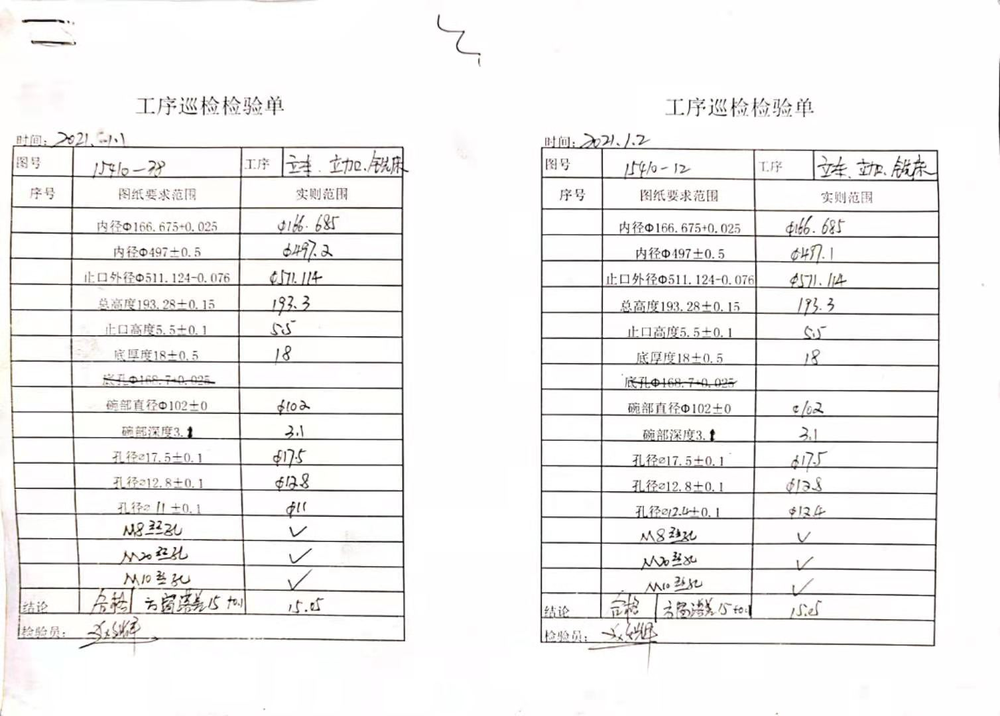 工序巡检检验单
时间: 2021.1.1
图号 15410-38 工序 立车、立加、铣床
序号 图纸要求范围 实则范围
内径Φ166.675+0.025 φ166.685
内径Φ497±0.5 φ497.2
止口外径Φ511.124-0.076 φ571.114
总高度193.28±0.15 193.3
止口高度5.5±0.1 5.5
底厚度18±0.5 18
底孔Φ168.7+0.025
碗部直径Φ102±0 φ102
碗部深度3.1 3.1
孔径⌀17.5±0.1 φ17.5
孔径⌀12.8±0.1 φ12.8
孔径⌀11±0.1 φ11
M8丝孔 ✓
M20丝孔 ✓
M10丝孔 ✓
结论 合格 方窗落差15+0.1 15.05
检验员:
工序巡检检验单
时间: 2021.1.2
图号 15410-12 工序 立车、立加、铣床
序号 图纸要求范围 实则范围
内径Φ166.675+0.025 φ166.685
内径Φ497±0.5 φ497.1
止口外径Φ511.124-0.076 φ571.114
总高度193.28±0.15 193.3
止口高度5.5±0.1 5.5
底厚度18±0.5 18
底孔Φ168.7+0.025
碗部直径Φ102±0 φ102
碗部深度3.1 3.1
孔径⌀17.5±0.1 φ17.5
孔径⌀12.8±0.1 φ12.8
孔径⌀12.4±0.1 φ12.4
M8丝孔 ✓
M20丝孔 ✓
M10丝孔 ✓
结论 合格 方窗落差15+0.1 15.05
检验员: